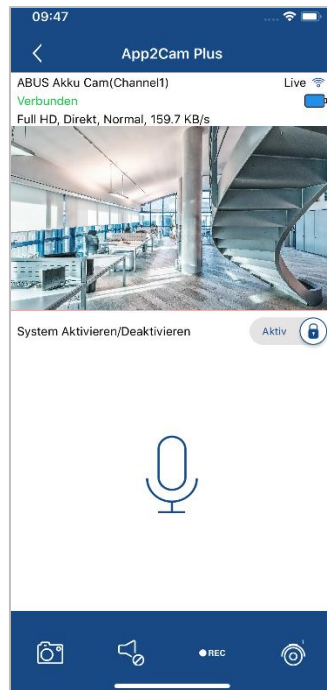 09:47
App2Cam Plus
ABUS Akku Cam(Channel1) Live
Verbunden
Full HD, Direkt, Normal, 159.7 KB/s
System Aktivieren/Deaktivieren Aktiv
REC